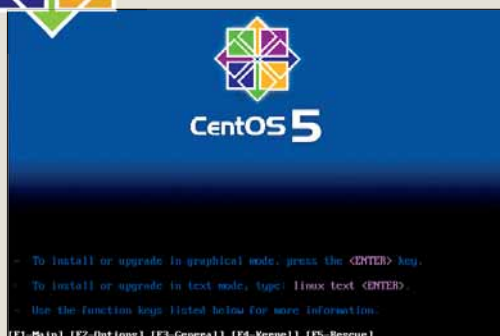 CentOS 5
- To install or upgrade in graphical mode, press the <ENTER> key.
- To install or upgrade in text mode, type: linux text <ENTER>.
- Use the function keys listed below for more information.
[F1-Main] [F2-Options] [F3-General] [F4-Kernel] [F5-Rescue]